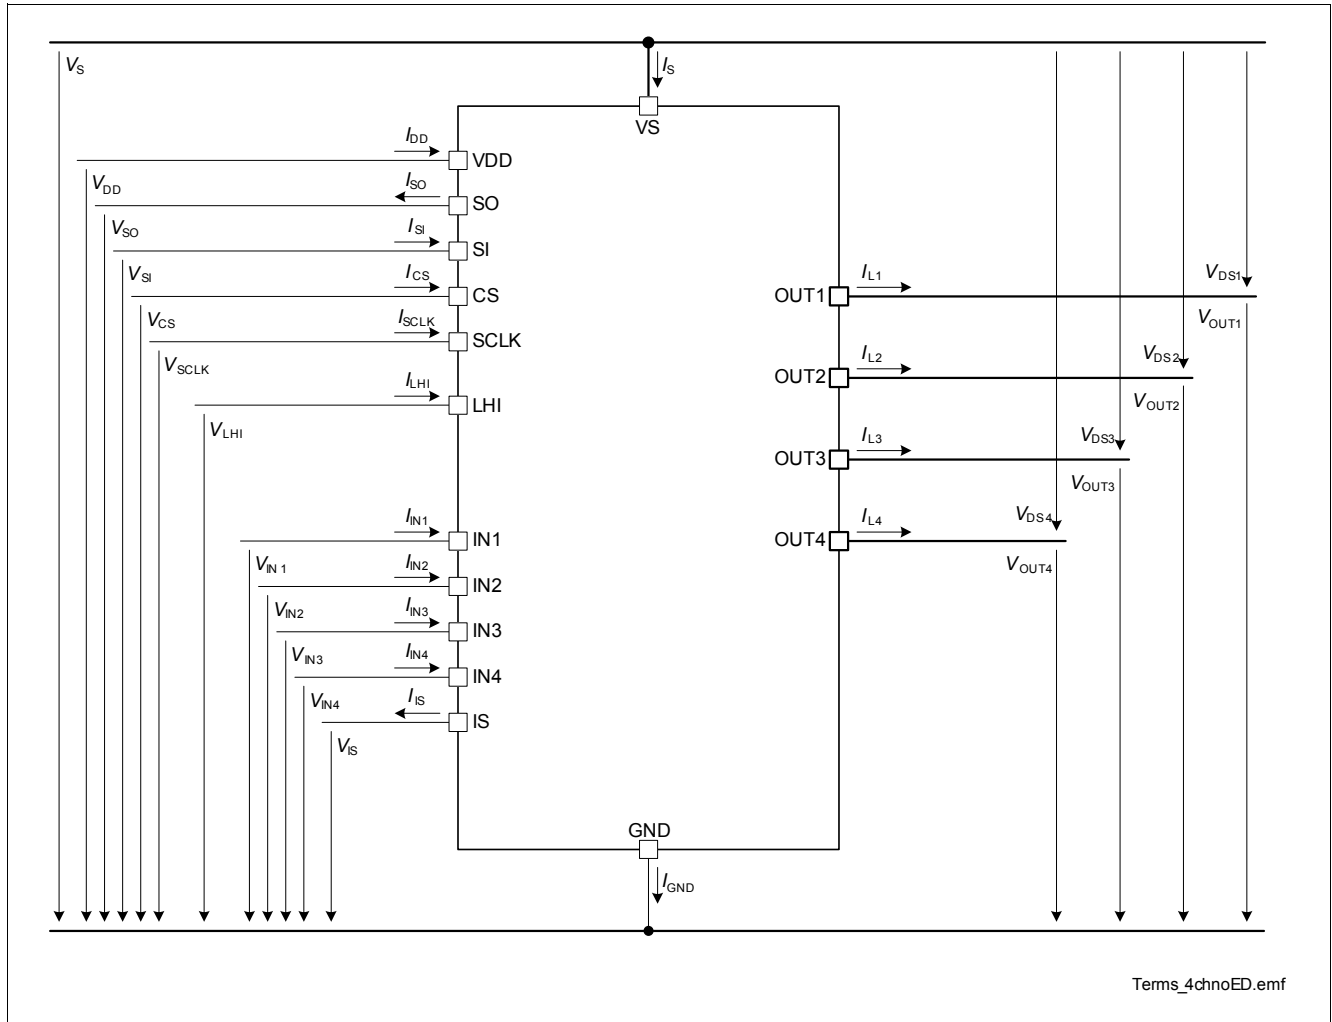 VS
IS
VS
IDD
VDD
VDD
ISO
SO
VSO
ISI
SI
VSI
ICS
CS
VCS
ISCLK
SCLK
VSCLK
ILHI
LHI
VLHI
IIN1
IN1
VIN 1
IIN2
IN2
VIN2
IIN3
IN3
VIN3
IIN4
IN4
VIN4
IIS
IS
VIS
OUT1
IL1
VDS1
VOUT1
OUT2
IL2
VDS2
VOUT2
OUT3
IL3
VDS3
VOUT3
OUT4
IL4
VDS4
VOUT4
GND
IGND
Terms_4chnoED.emf